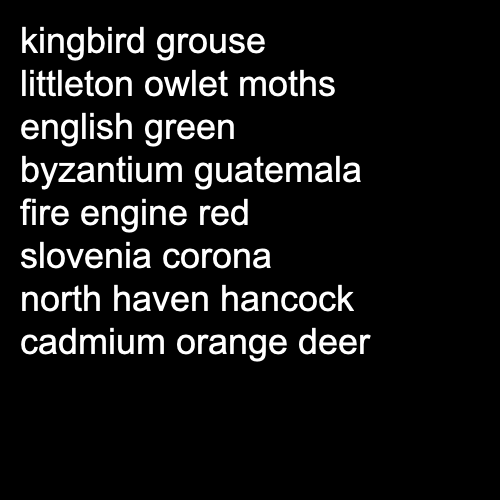 kingbird grouse
littleton owlet moths
english green
byzantium guatemala
fire engine red
slovenia corona
north haven hancock
cadmium orange deer